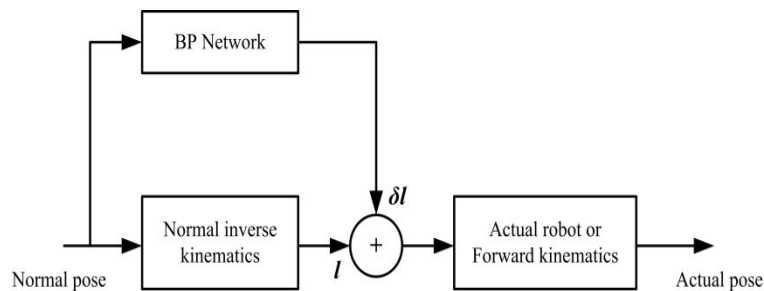 BP Network
δl
Normal inverse
kinematics
l
+
Actual robot or
Forward kinematics
Normal pose
Actual pose